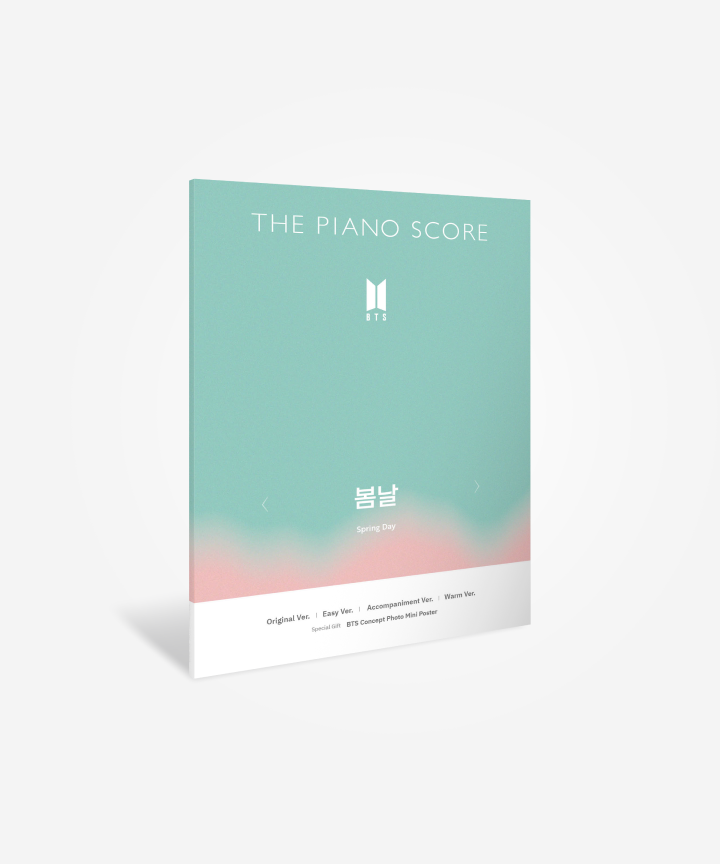 THE PIANO SCORE
BTS
봄날
Spring Day
Original Ver. | Easy Ver. | Accompaniment Ver. | Warm Ver.
Special Gift BTS Concept Photo Mini Poster